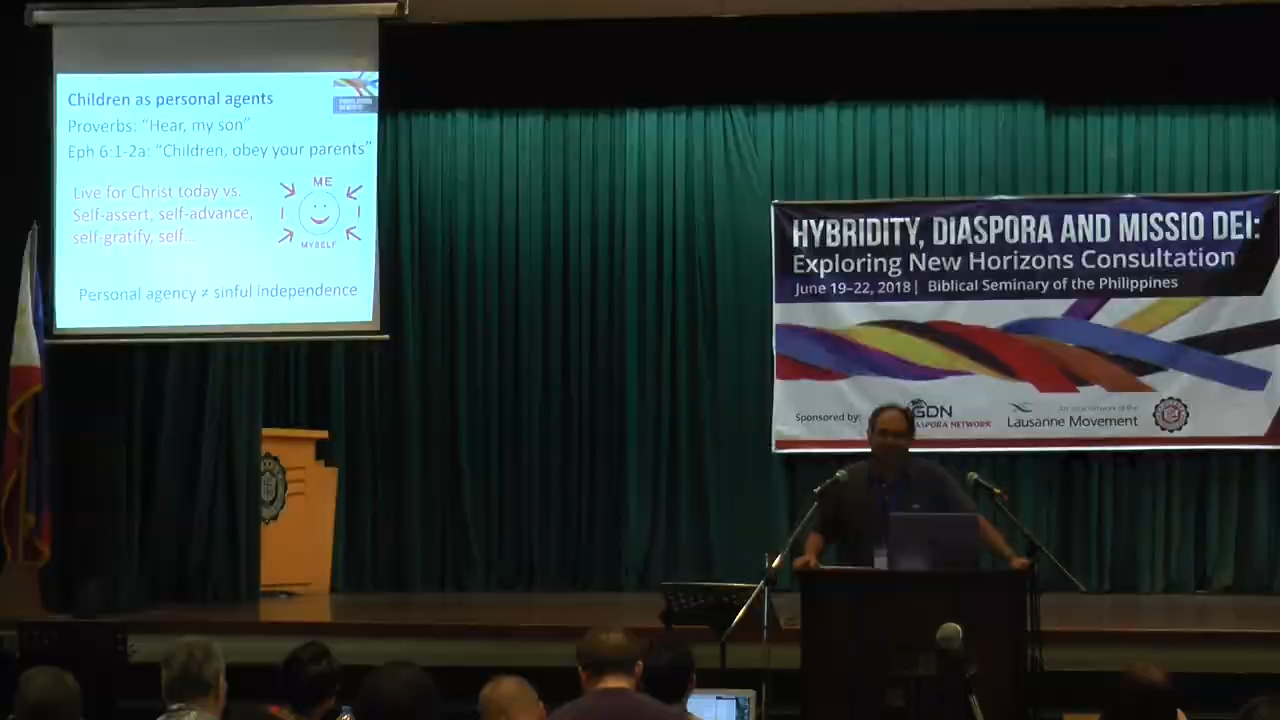 Children as personal agents
Proverbs: “Hear, my son”
Eph 6:1-2a: “Children, obey your parents”
Live for Christ today vs.
Self-assert, self-advance,
self-gratify, self...
ME
I I
MYSELF
Personal agency ≠ sinful independence
HYBRIDITY, DIASPORA AND MISSIO DEI:
Exploring New Horizons Consultation
June 19–22, 2018 | Biblical Seminary of the Philippines
Sponsored by:
GDN
DIASPORA NETWORK
Lausanne Movement